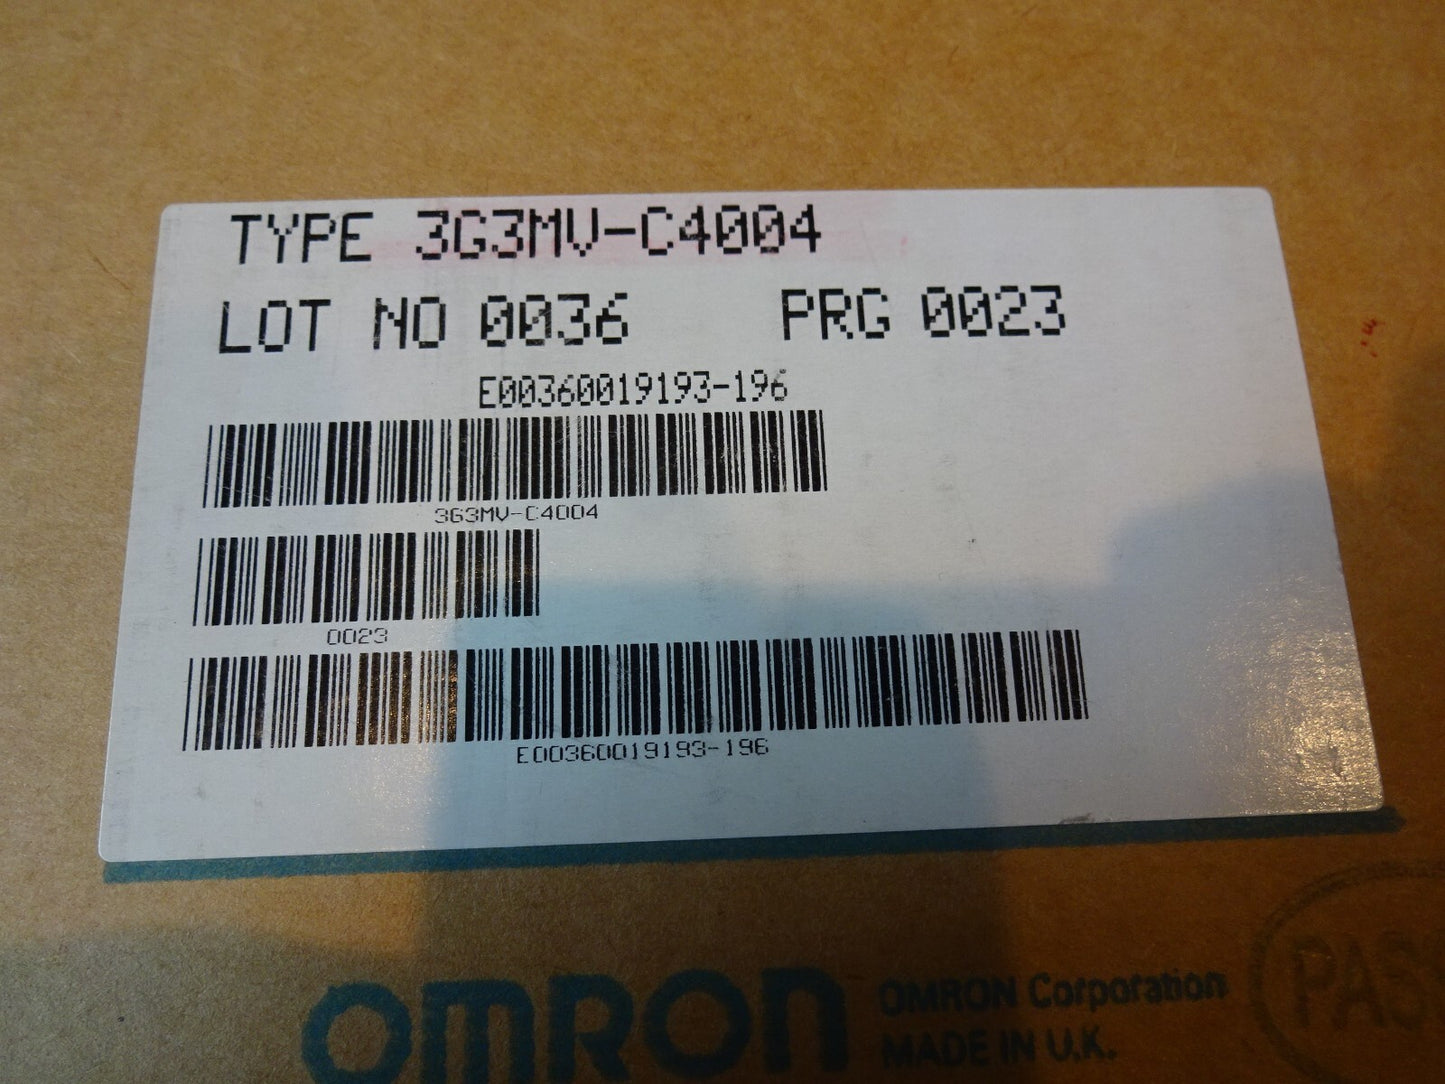 TYPE 3G3MV-C4004
LOT NO 0036 PRG 0023
E00360019193-196
3G3MV-C4004
0023
E00360019193-196
OMRON
OMRON Corporation
MADE IN U.K.